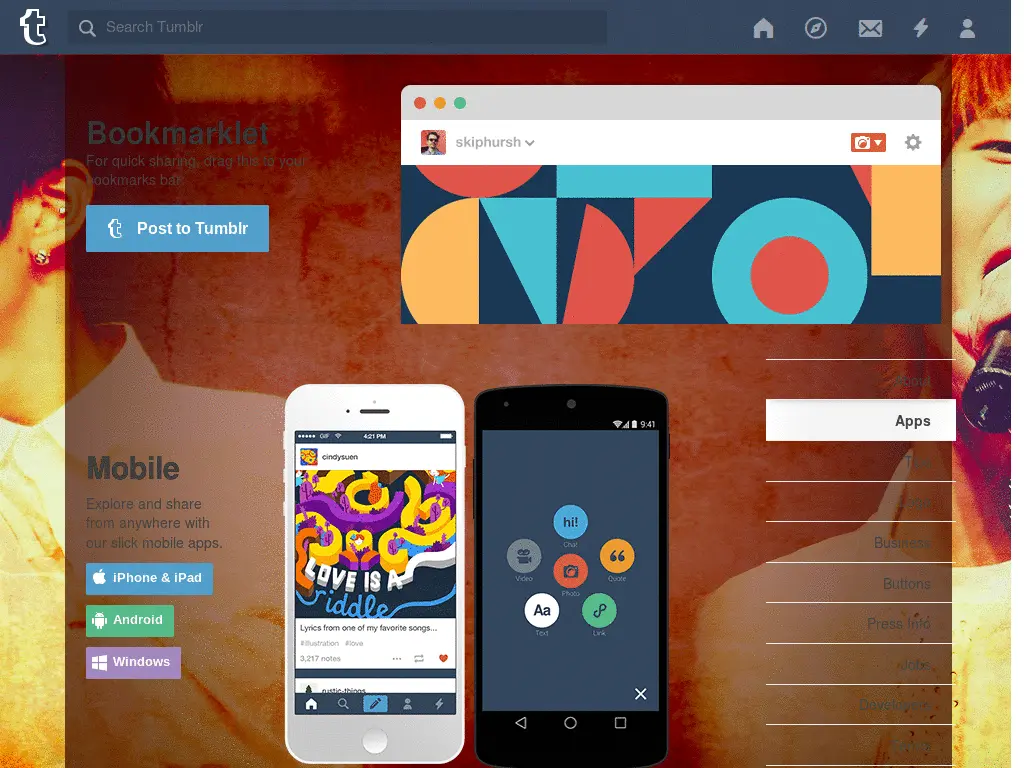 Search Tumblr
Bookmarklet
For quick sharing, drag this to your
bookmarks bar.
Post to Tumblr
skiphursh
About
Apps
Mobile
Explore and share
from anywhere with
our slick mobile apps.
iPhone & iPad
Android
Windows
GIF
4:21 PM
cindysuen
LOVE IS A
riddle
Lyrics from one of my favorite songs...
#illustration #love
3,217 notes
rustic-things
9:41
hi!
Chat
Video
Photo
Quote
Aa
Text
Link
Business
Buttons
Press Info
Jobs
Developers